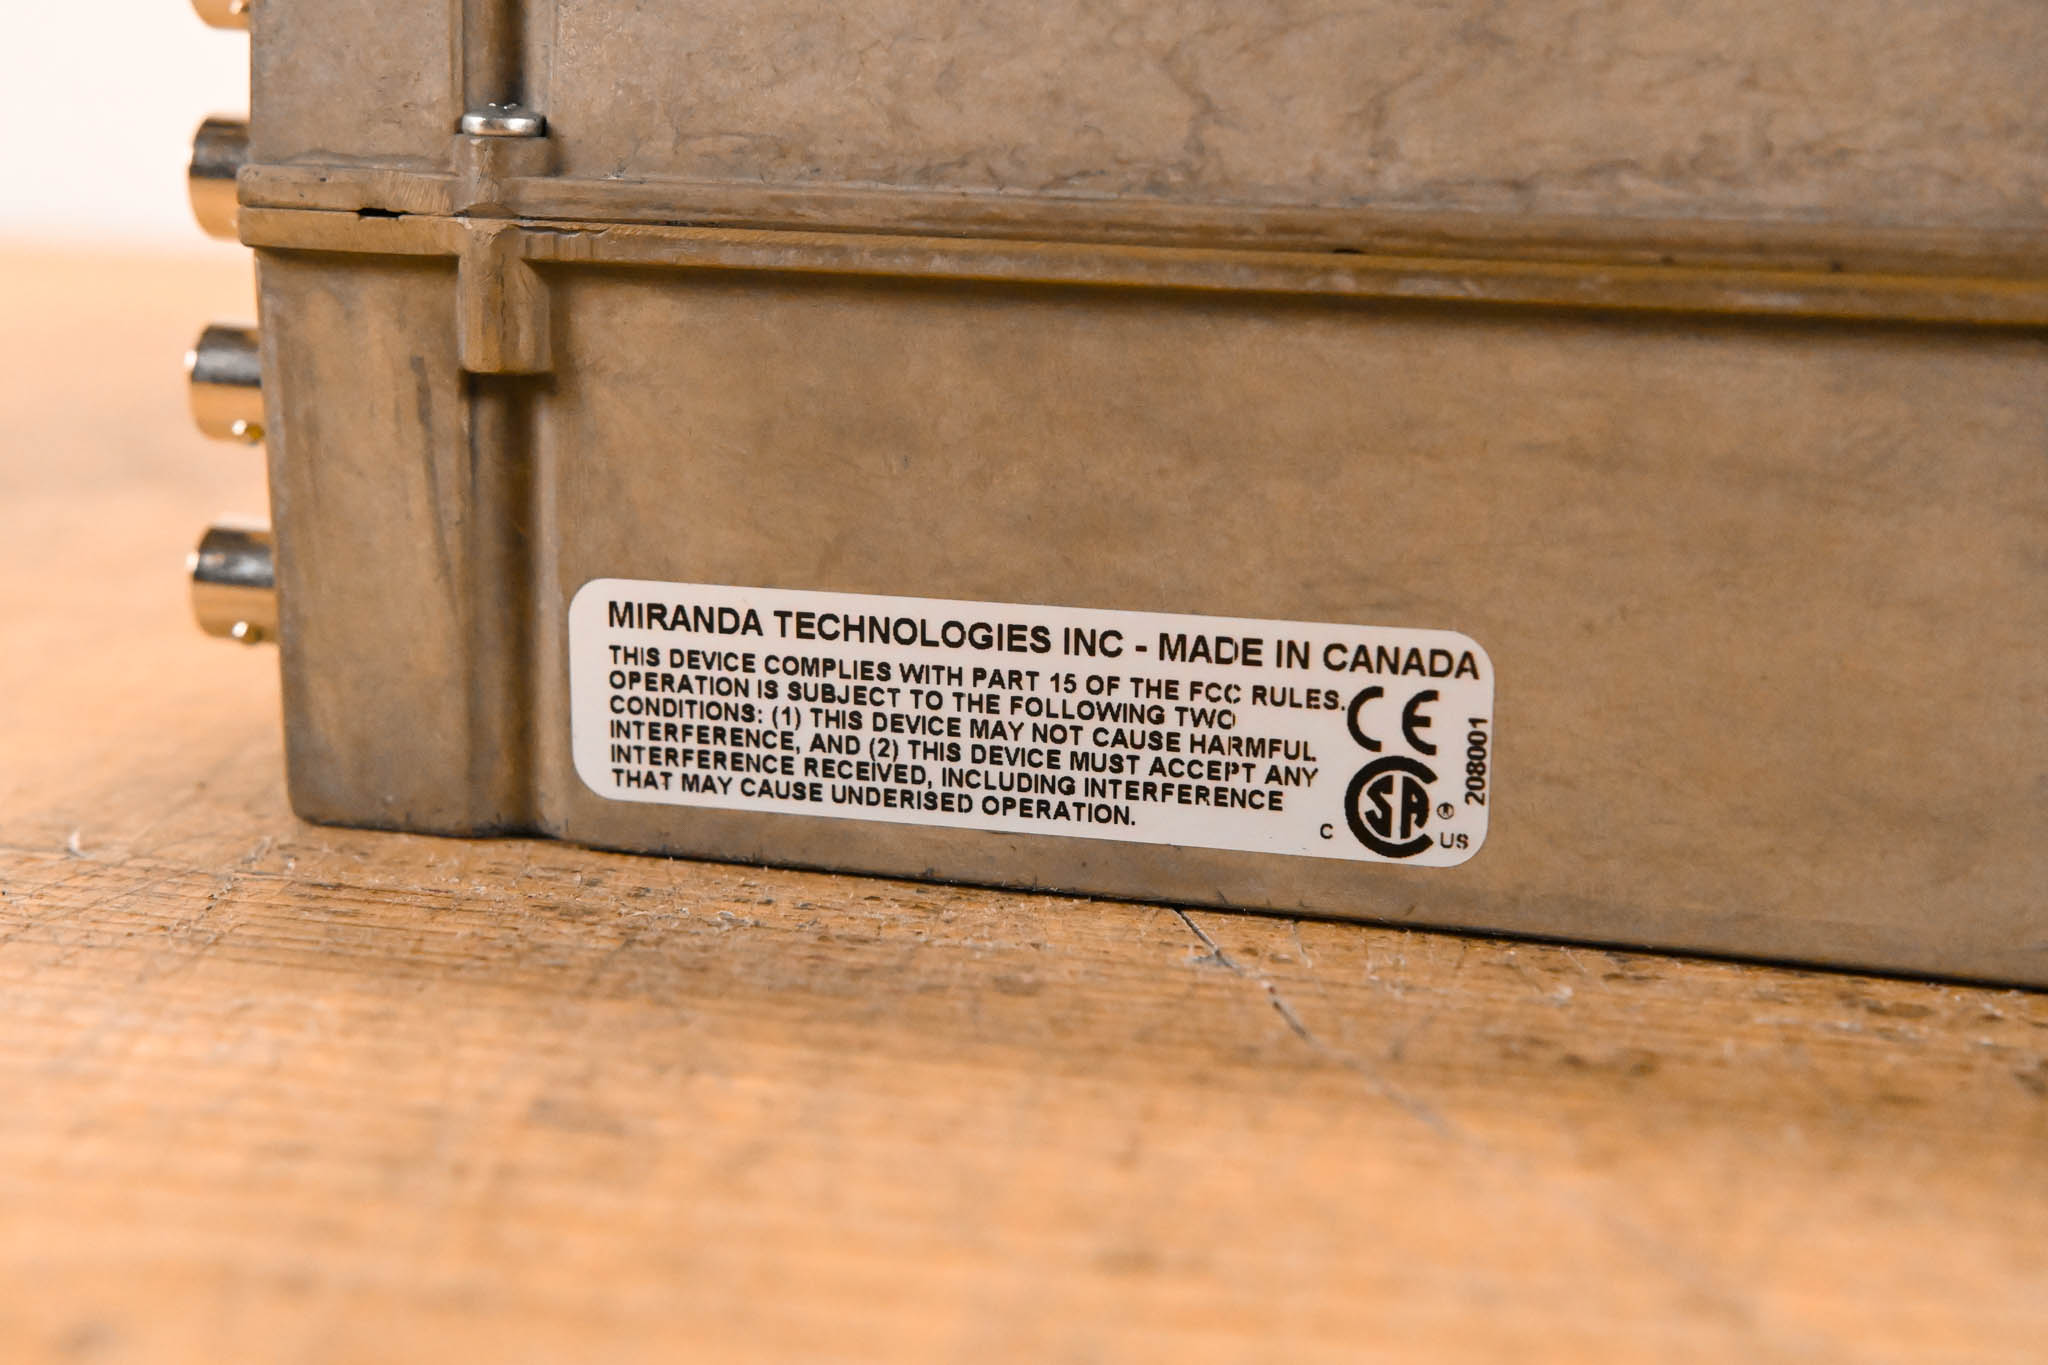 MIRANDA TECHNOLOGIES INC - MADE IN CANADA
THIS DEVICE COMPLIES WITH PART 15 OF THE FCC RULES.
OPERATION IS SUBJECT TO THE FOLLOWING TWO
CONDITIONS: (1) THIS DEVICE MAY NOT CAUSE HARMFUL
INTERFERENCE, AND (2) THIS DEVICE MUST ACCEPT ANY
INTERFERENCE RECEIVED, INCLUDING INTERFERENCE
THAT MAY CAUSE UNDERISED OPERATION.
CE
C SA ® US
208001